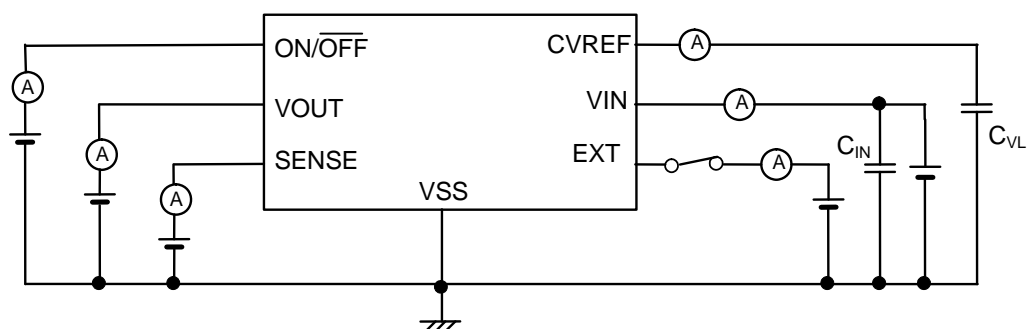 ON/OFF
CVREF
A
A
VOUT
VIN
A
A
SENSE
EXT
A
A
C_IN
C_VL
VSS